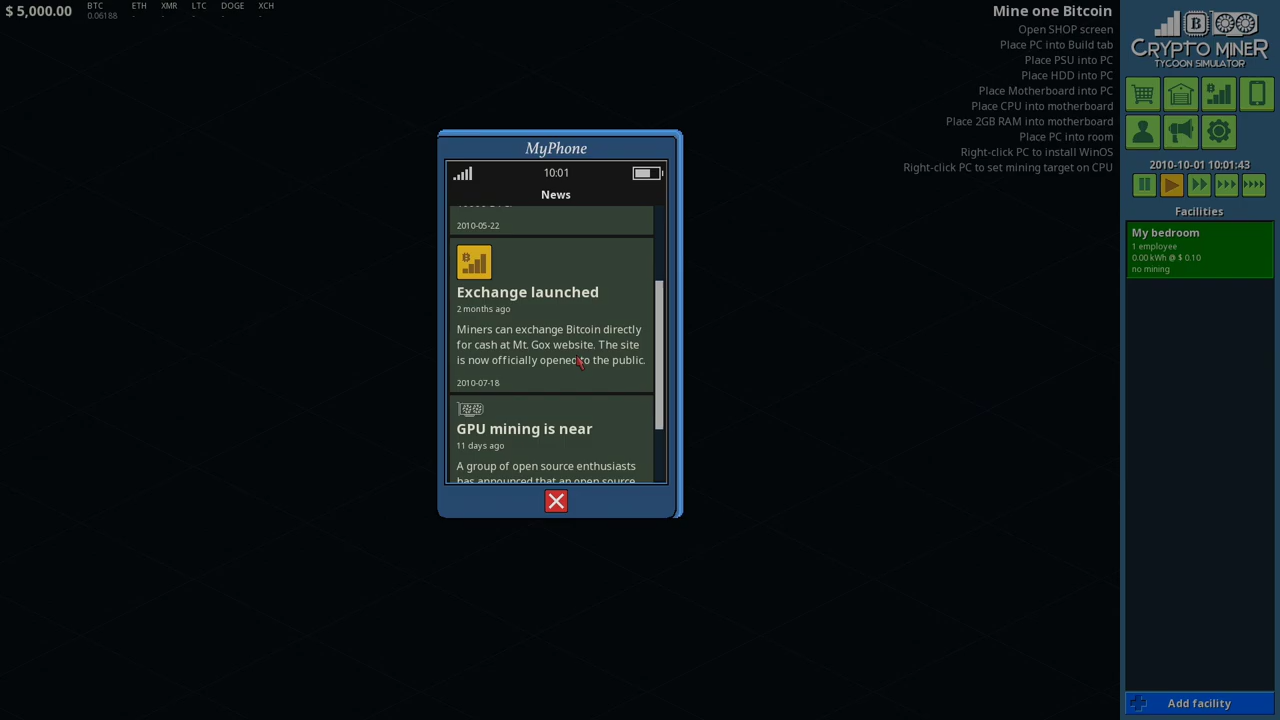 $ 5,000.00
BTC ETH XMR LTC DOGE XCH
0.06188 - - - - -
Mine one Bitcoin
Open SHOP screen
Place PC into Build tab
Place PSU into PC
Place HDD into PC
Place Motherboard into PC
Place CPU into motherboard
Place 2GB RAM into motherboard
Place PC into room
Right-click PC to install WinOS
Right-click PC to set mining target on CPU
MyPhone
10:01
News
2010-05-22
Exchange launched
2 months ago
Miners can exchange Bitcoin directly
for cash at Mt. Gox website. The site
is now officially opened to the public.
2010-07-18
GPU mining is near
11 days ago
A group of open source enthusiasts
has announced that an open source
CRYPTO MINER
TYCOON SIMULATOR
2010-10-01 10:01:43
Facilities
My bedroom
1 employee
0.00 kWh @ $ 0.10
no mining
Add facility